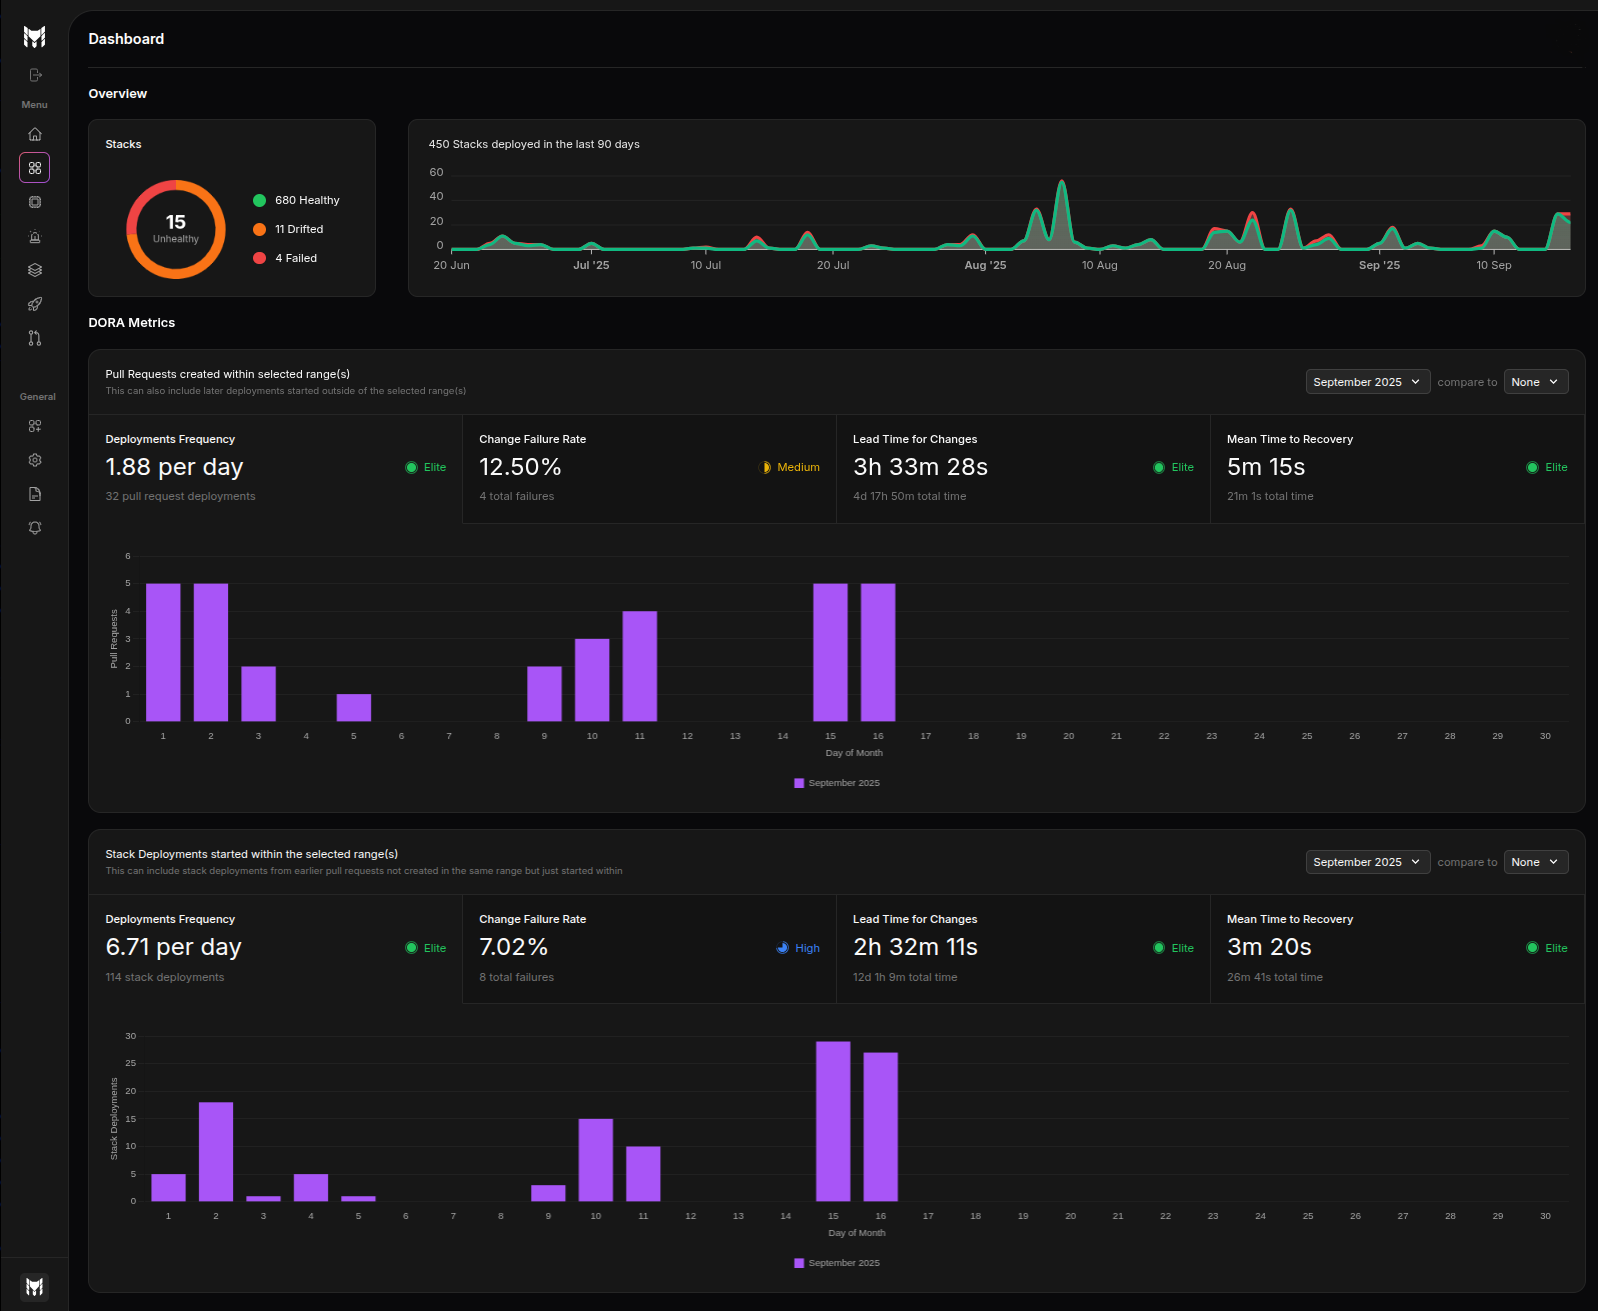 Dashboard
Menu
General
Overview
Stacks
15
Unhealthy
680 Healthy
11 Drifted
4 Failed
450 Stacks deployed in the last 90 days
60
40
20
0
20 Jun Jul '25 10 Jul 20 Jul Aug '25 10 Aug 20 Aug Sep '25 10 Sep
DORA Metrics
Pull Requests created within selected range(s)
This can also include later deployments started outside of the selected range(s)
September 2025 compare to None
Deployments Frequency
1.88 per day
Elite
32 pull request deployments
Change Failure Rate
12.50%
Medium
4 total failures
Lead Time for Changes
3h 33m 28s
Elite
4d 17h 50m total time
Mean Time to Recovery
5m 15s
Elite
21m 1s total time
Pull Requests
6
5
4
3
2
1
0
1 2 3 4 5 6 7 8 9 10 11 12 13 14 15 16 17 18 19 20 21 22 23 24 25 26 27 28 29 30
Day of Month
September 2025
Stack Deployments started within the selected range(s)
This can include stack deployments from earlier pull requests not created in the same range but just started within
September 2025 compare to None
Deployments Frequency
6.71 per day
Elite
114 stack deployments
Change Failure Rate
7.02%
High
8 total failures
Lead Time for Changes
2h 32m 11s
Elite
12d 1h 9m total time
Mean Time to Recovery
3m 20s
Elite
26m 41s total time
Stack Deployments
30
25
20
15
10
5
0
1 2 3 4 5 6 7 8 9 10 11 12 13 14 15 16 17 18 19 20 21 22 23 24 25 26 27 28 29 30
Day of Month
September 2025